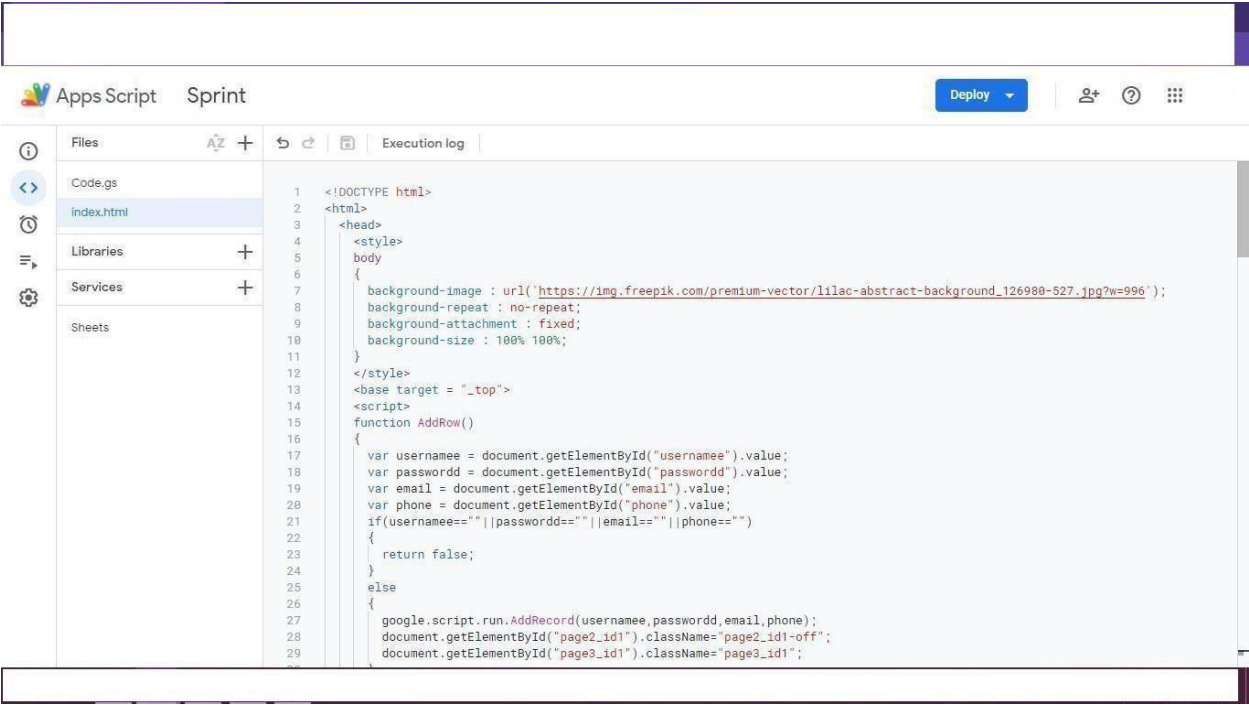 Apps Script Sprint Deploy
Files AZ Execution log
Code.gs
index.html
Libraries
Services
Sheets
1 <!DOCTYPE html>
2 <html>
3 <head>
4 <style>
5 body
6 {
7 background-image : url('https://img.freepik.com/premium-vector/lilac-abstract-background_126980-527.jpg?w=996');
8 background-repeat : no-repeat;
9 background-attachment : fixed;
10 background-size : 100% 100%;
11 }
12 </style>
13 <base target = "_top">
14 <script>
15 function AddRow()
16 {
17 var usernamee = document.getElementById("usernamee").value;
18 var passwordd = document.getElementById("passwordd").value;
19 var email = document.getElementById("email").value;
20 var phone = document.getElementById("phone").value;
21 if(usernamee==""||passwordd==""||email==""||phone=="")
22 {
23 return false;
24 }
25 else
26 {
27 google.script.run.AddRecord(usernamee,passwordd,email,phone);
28 document.getElementById("page2_id1").className="page2_id1-off";
29 document.getElementById("page3_id1").className="page3_id1";